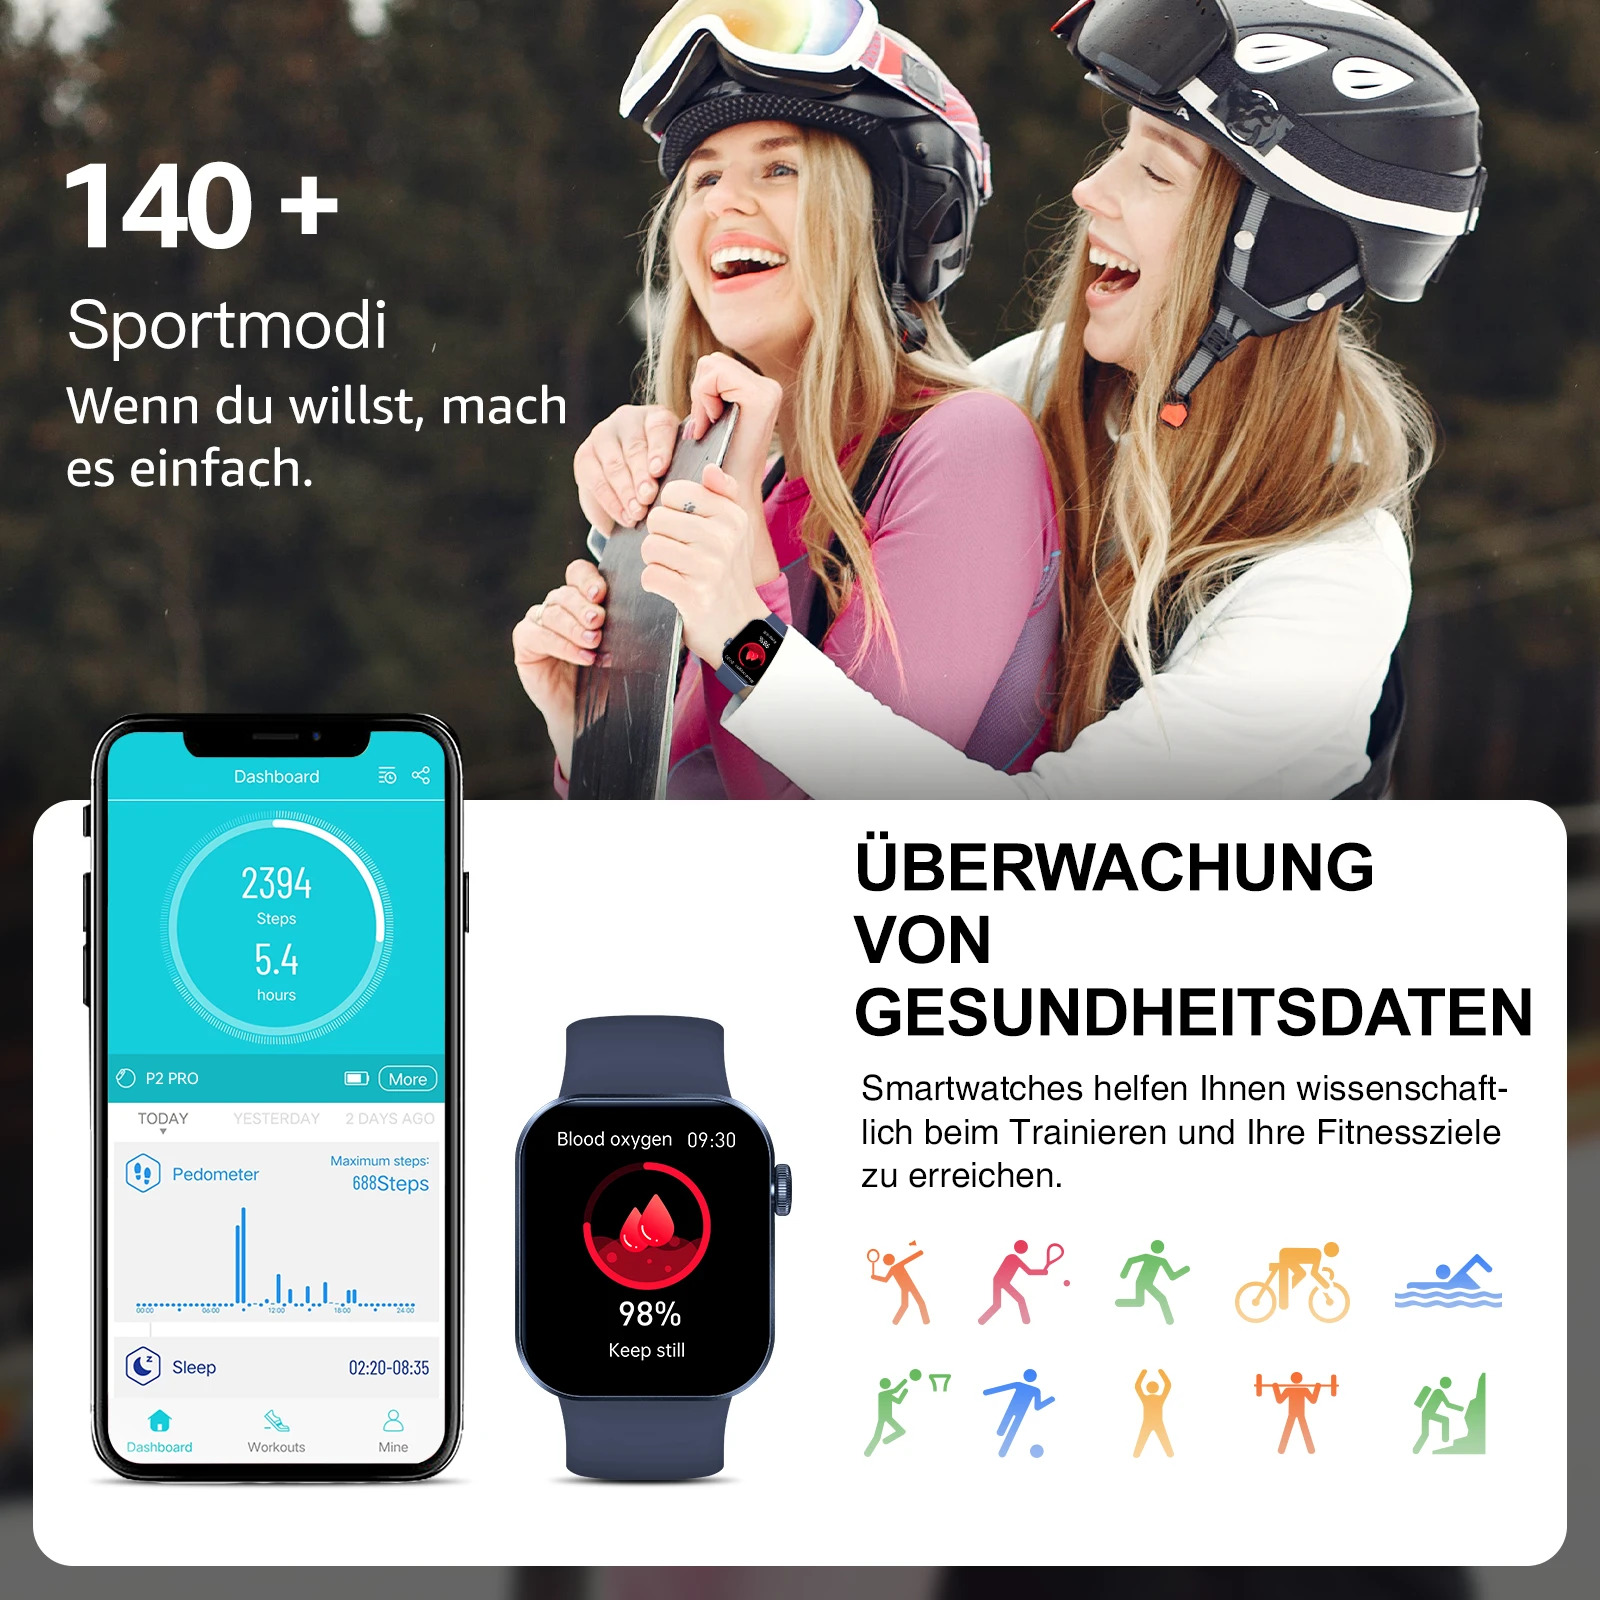 140 +
Sportmodi
Wenn du willst, mach
es einfach.
Dashboard
2394
Steps
5.4
hours
P2 PRO
More
TODAY
YESTERDAY
2 DAYS AGO
Pedometer
Maximum steps:
688Steps
00:00
06:00
12:00
18:00
24:00
Sleep
02:20-08:35
Dashboard
Workouts
Mine
Blood oxygen 09:30
98%
Keep still
ÜBERWACHUNG
VON
GESUNDHEITSDATEN
Smartwatches helfen Ihnen wissenschaft-
lich beim Trainieren und Ihre Fitnessziele
zu erreichen.